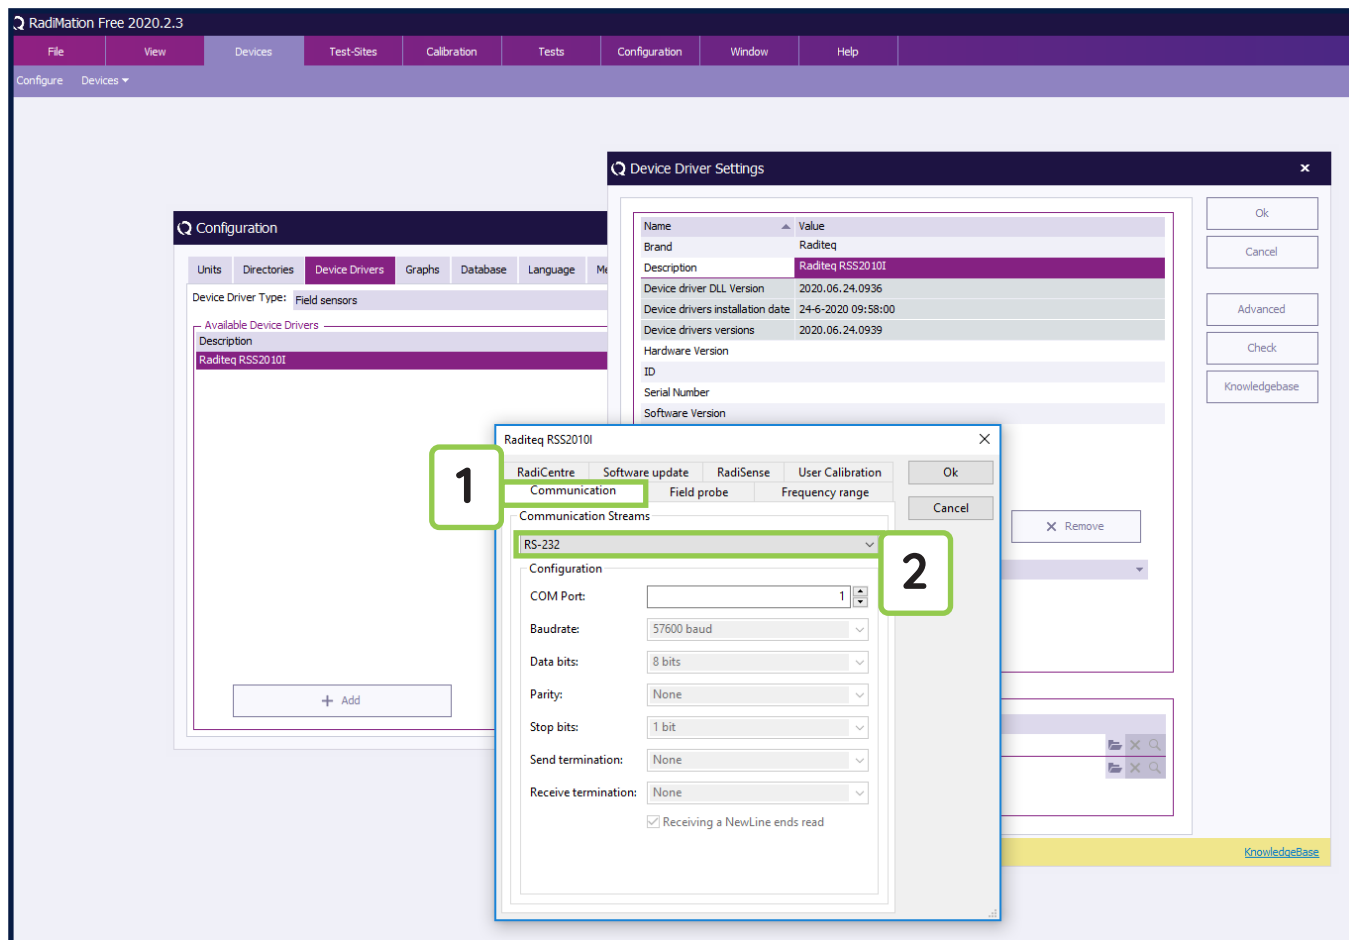 RadiMation Free 2020.2.3
File View Devices Test-Sites Calibration Tests Configuration Window Help
Configure Devices
Device Driver Settings
Name Value
Brand Raditeq
Description Raditeq RSS2010I
Device driver DLL Version 2020.06.24.0936
Device drivers installation date 24-6-2020 09:58:00
Device drivers versions 2020.06.24.0939
Hardware Version
ID
Serial Number
Software Version
Ok
Cancel
Advanced
Check
Knowledgebase
Remove
KnowledgeBase
Configuration
Units Directories Device Drivers Graphs Database Language
Device Driver Type: Field sensors
Available Device Drivers
Description
Raditeq RSS2010I
+ Add
Raditeq RSS2010I
RadiCentre Software update RadiSense User Calibration
Communication Field probe Frequency range
Ok
Cancel
1
Communication Streams
RS-232
2
Configuration
COM Port: 1
Baudrate: 57600 baud
Data bits: 8 bits
Parity: None
Stop bits: 1 bit
Send termination: None
Receive termination: None
Receiving a NewLine ends read